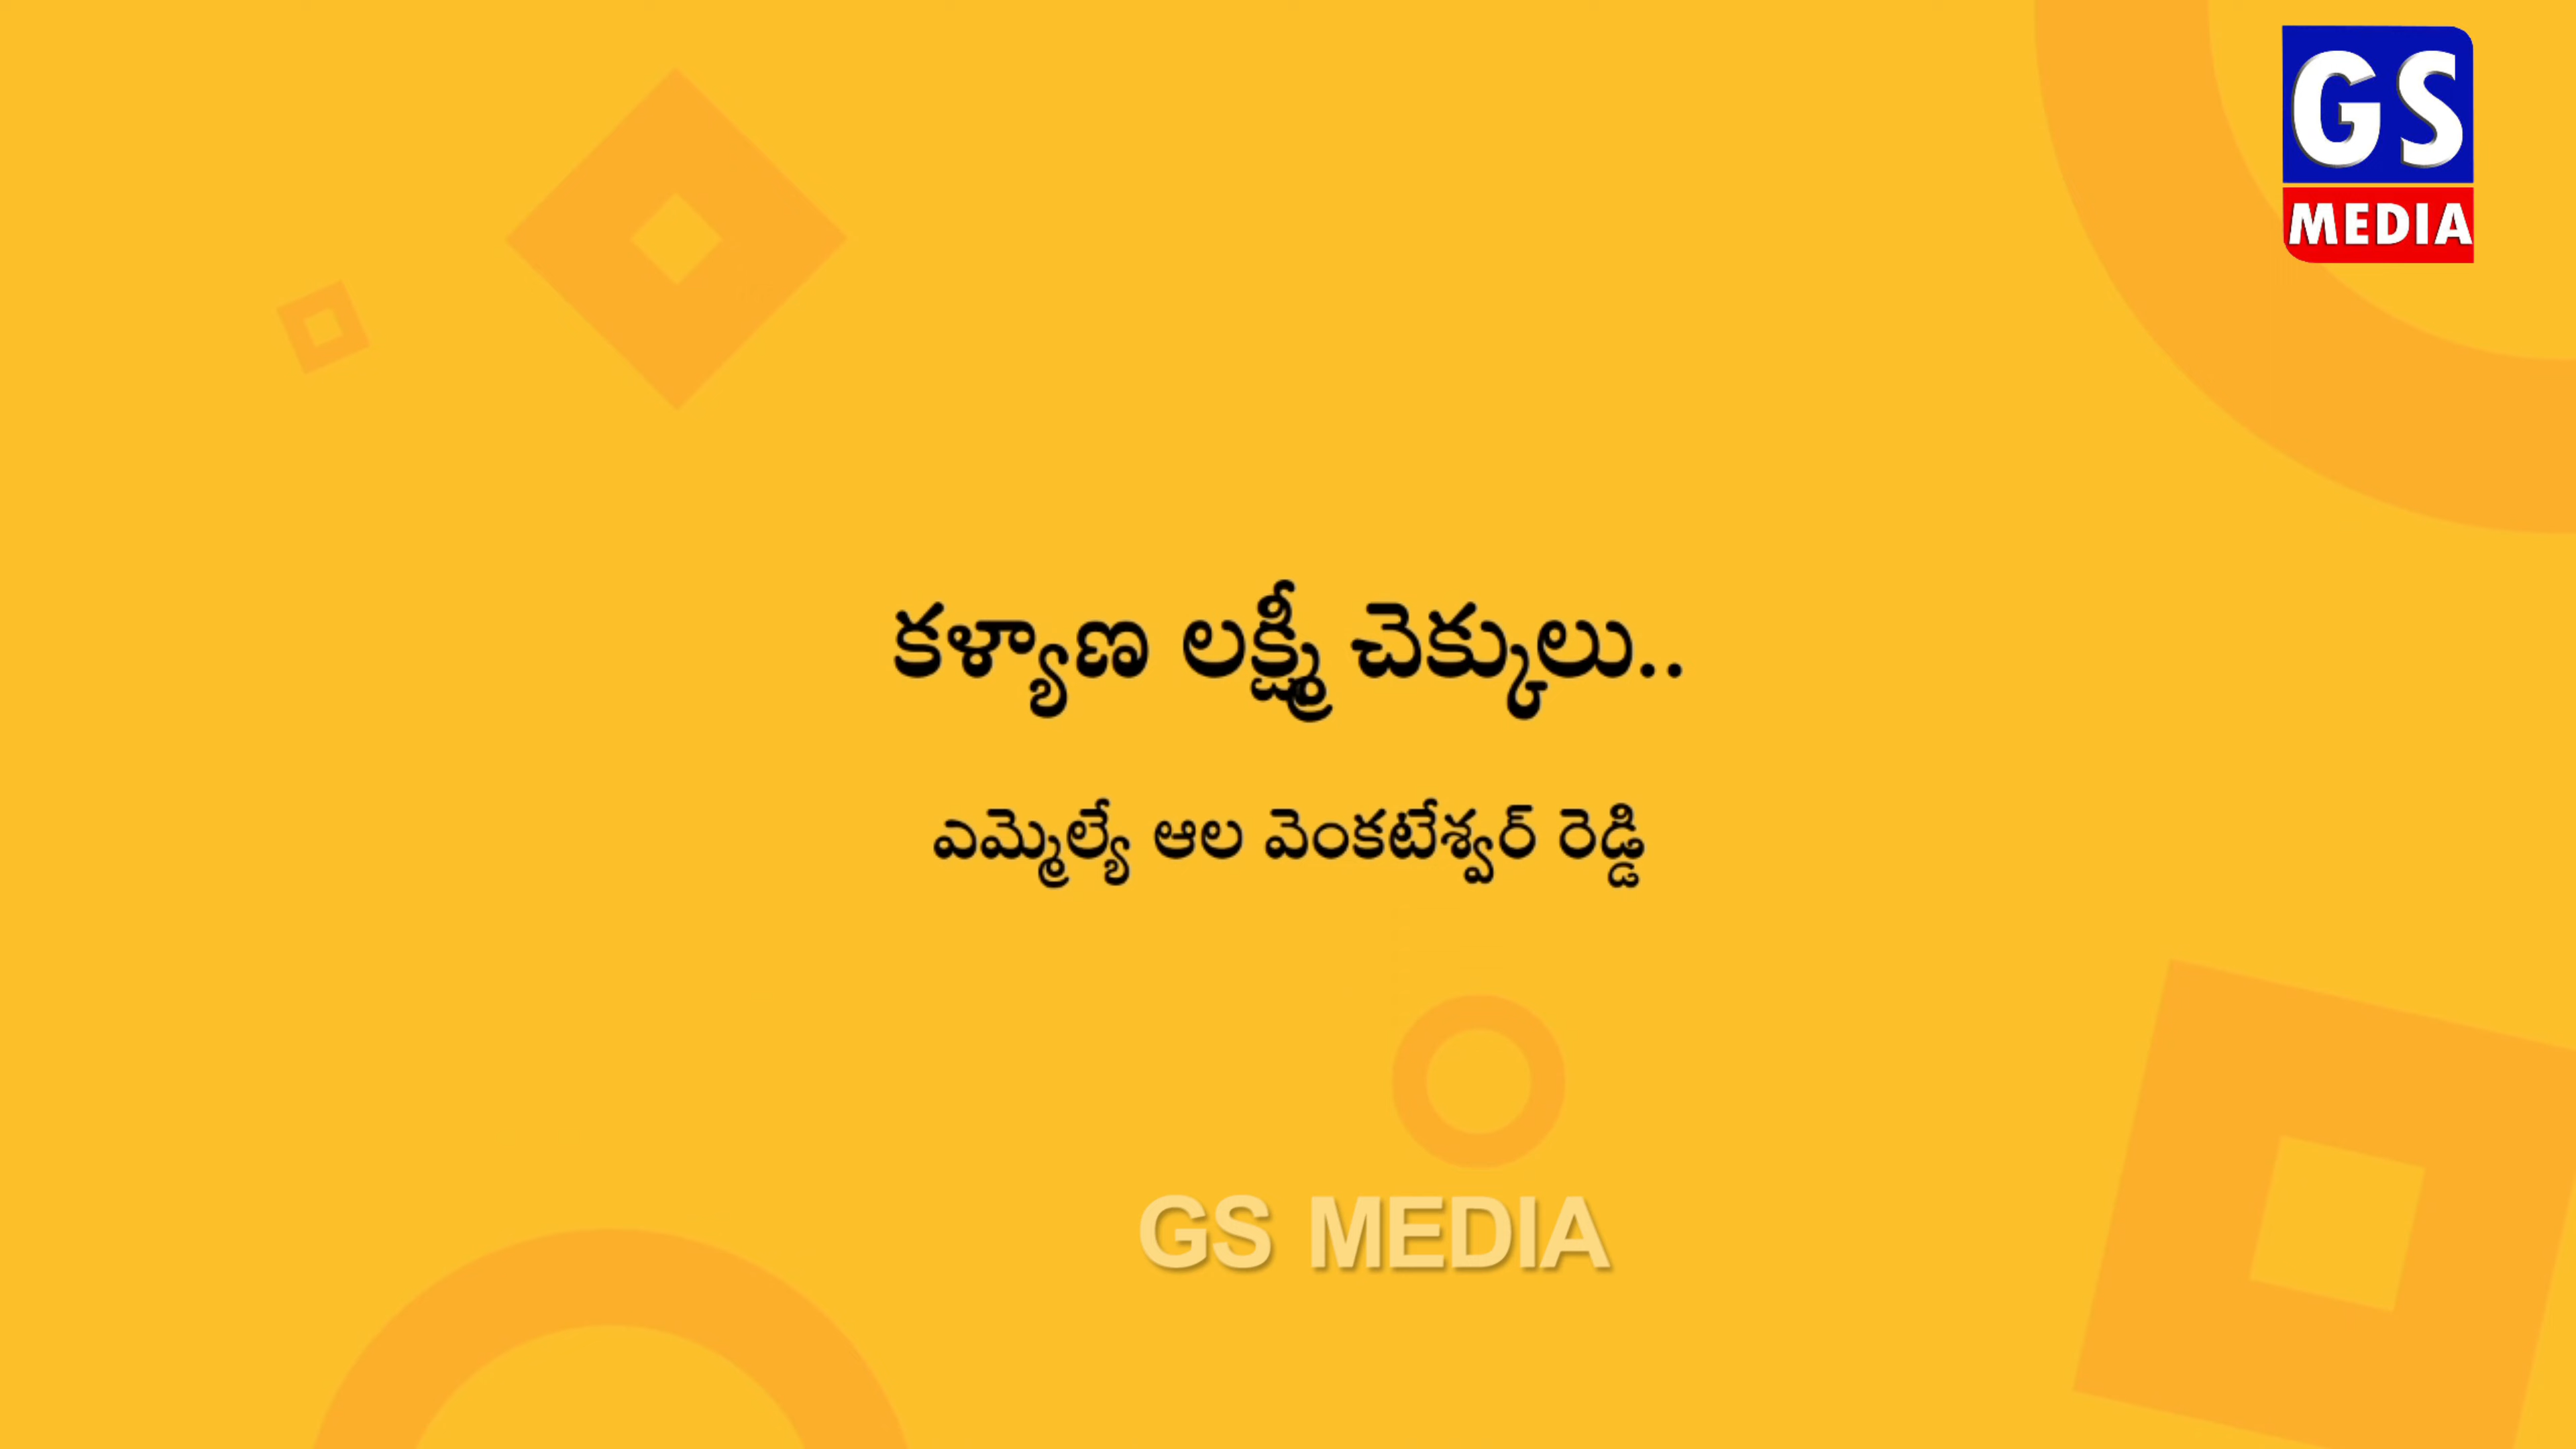 GS
MEDIA
కళ్యాణ లక్ష్మీ చెక్కులు..
ఎమ్మెల్యే ఆల వెంకటేశ్వర్ రెడ్డి
GS MEDIA